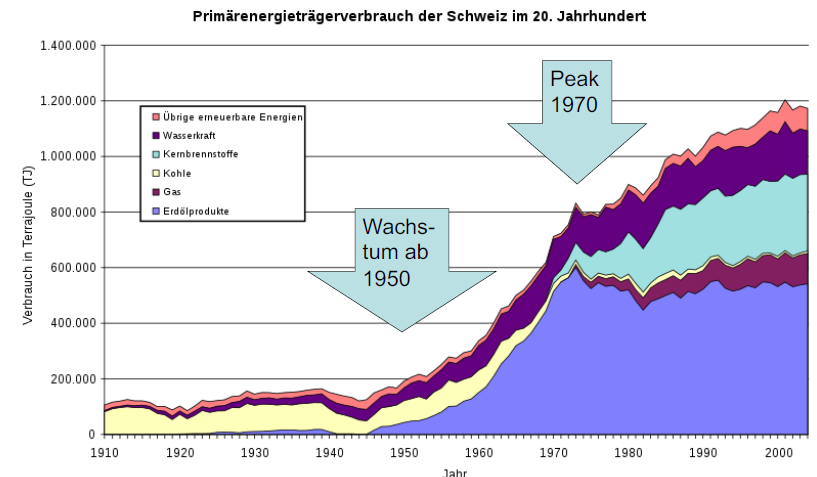 Primärenergieträgerverbrauch der Schweiz im 20. Jahrhundert
1.400.000
1.200.000
1.000.000
800.000
600.000
400.000
200.000
0
Verbrauch in Terrajoule (TJ)
Übrige erneuerbare Energien
Wasserkraft
Kernbrennstoffe
Kohle
Gas
Erdölprodukte
Wachs-
tum ab
1950
Peak
1970
1910 1920 1930 1940 1950 1960 1970 1980 1990 2000
Jahr